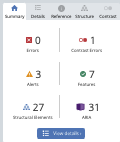 Summary Details Reference Structure Contrast
0 1
Errors Contrast Errors
3 7
Alerts Features
27 31
Structural Elements ARIA
View details ›